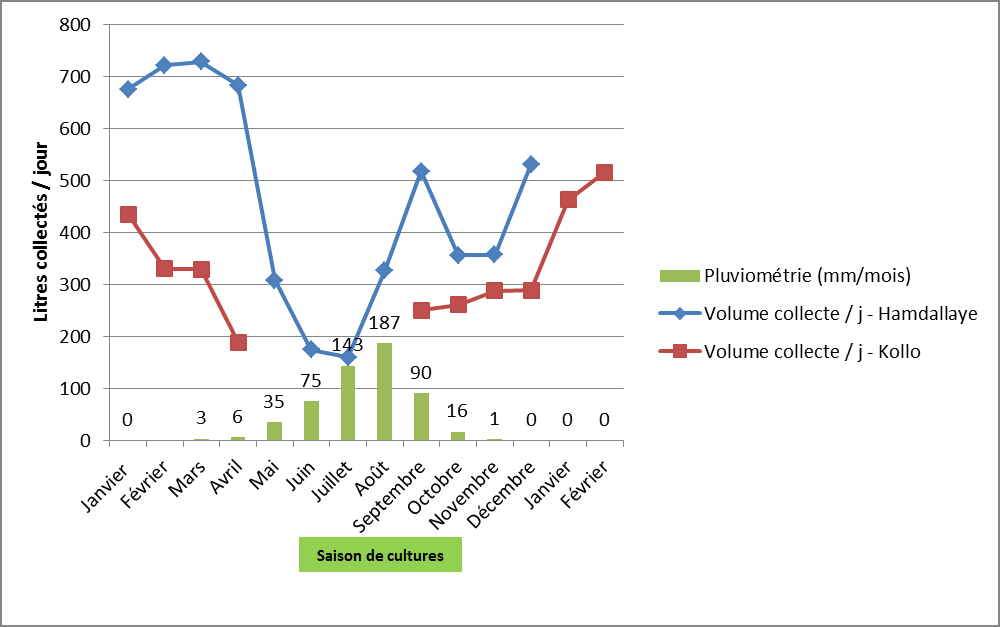 800
700
600
500
400
300
200
100
0
Litres collectés / jour
0
3
6
35
75
143
187
90
16
1
0
0
0
Janvier
Février
Mars
Avril
Mai
Juin
Juillet
Août
Septembre
Octobre
Novembre
Décembre
Janvier
Février
Saison de cultures
Pluviométrie (mm/mois)
Volume collecte / j - Hamdallaye
Volume collecte / j - Kollo